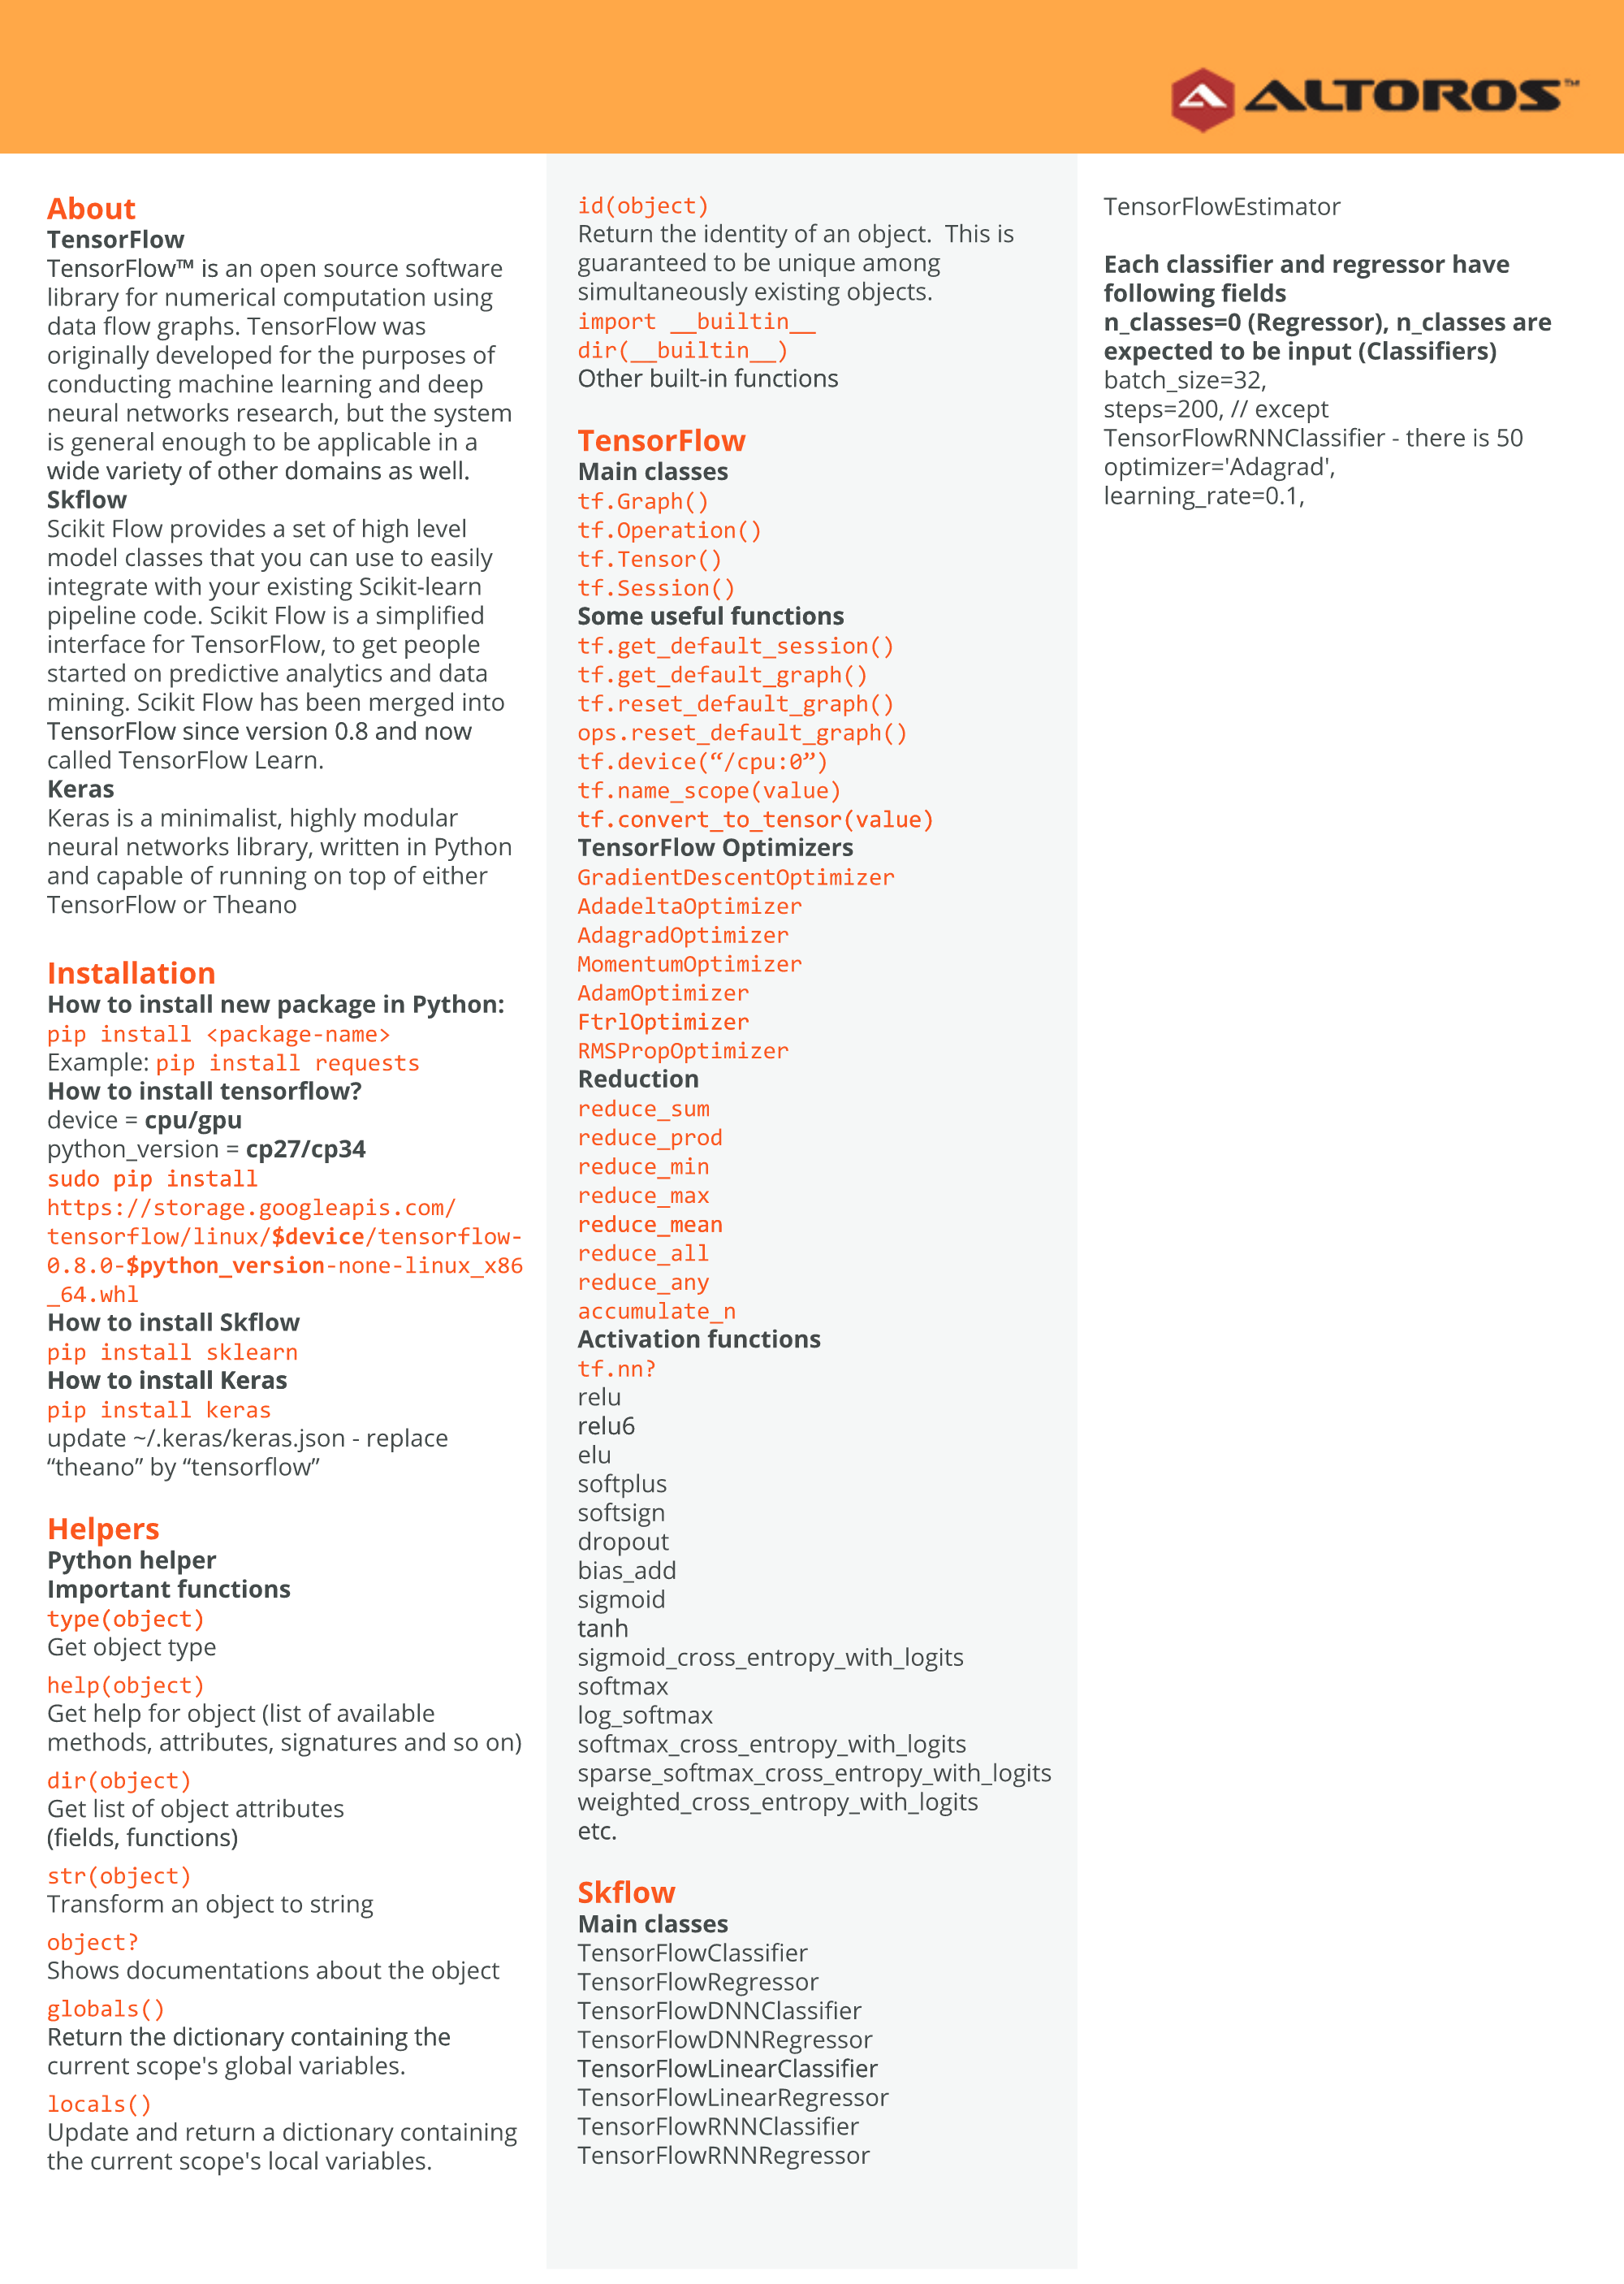 ALTOROS™
About
TensorFlow
TensorFlow™ is an open source software
library for numerical computation using
data flow graphs. TensorFlow was
originally developed for the purposes of
conducting machine learning and deep
neural networks research, but the system
is general enough to be applicable in a
wide variety of other domains as well.
Skflow
Scikit Flow provides a set of high level
model classes that you can use to easily
integrate with your existing Scikit-learn
pipeline code. Scikit Flow is a simplified
interface for TensorFlow, to get people
started on predictive analytics and data
mining. Scikit Flow has been merged into
TensorFlow since version 0.8 and now
called TensorFlow Learn.
Keras
Keras is a minimalist, highly modular
neural networks library, written in Python
and capable of running on top of either
TensorFlow or Theano
Installation
How to install new package in Python:
pip install <package-name>
Example: pip install requests
How to install tensorflow?
device = cpu/gpu
python_version = cp27/cp34
sudo pip install
https://storage.googleapis.com/
tensorflow/linux/$device/tensorflow-
0.8.0-$python_version-none-linux_x86
_64.whl
How to install Skflow
pip install sklearn
How to install Keras
pip install keras
update ~/.keras/keras.json - replace
“theano” by “tensorflow”
Helpers
Python helper
Important functions
type(object)
Get object type
help(object)
Get help for object (list of available
methods, attributes, signatures and so on)
dir(object)
Get list of object attributes
(fields, functions)
str(object)
Transform an object to string
object?
Shows documentations about the object
globals()
Return the dictionary containing the
current scope's global variables.
locals()
Update and return a dictionary containing
the current scope's local variables.
id(object)
Return the identity of an object.  This is
guaranteed to be unique among
simultaneously existing objects.
import __builtin__
dir(__builtin__)
Other built-in functions
TensorFlow
Main classes
tf.Graph()
tf.Operation()
tf.Tensor()
tf.Session()
Some useful functions
tf.get_default_session()
tf.get_default_graph()
tf.reset_default_graph()
ops.reset_default_graph()
tf.device(“/cpu:0”)
tf.name_scope(value)
tf.convert_to_tensor(value)
TensorFlow Optimizers
GradientDescentOptimizer
AdadeltaOptimizer
AdagradOptimizer
MomentumOptimizer
AdamOptimizer
FtrlOptimizer
RMSPropOptimizer
Reduction
reduce_sum
reduce_prod
reduce_min
reduce_max
reduce_mean
reduce_all
reduce_any
accumulate_n
Activation functions
tf.nn?
relu
relu6
elu
softplus
softsign
dropout
bias_add
sigmoid
tanh
sigmoid_cross_entropy_with_logits
softmax
log_softmax
softmax_cross_entropy_with_logits
sparse_softmax_cross_entropy_with_logits
weighted_cross_entropy_with_logits
etc.
Skflow
Main classes
TensorFlowClassifier
TensorFlowRegressor
TensorFlowDNNClassifier
TensorFlowDNNRegressor
TensorFlowLinearClassifier
TensorFlowLinearRegressor
TensorFlowRNNClassifier
TensorFlowRNNRegressor
TensorFlowEstimator
Each classifier and regressor have
following fields
n_classes=0 (Regressor), n_classes are
expected to be input (Classifiers)
batch_size=32,
steps=200, // except
TensorFlowRNNClassifier - there is 50
optimizer='Adagrad',
learning_rate=0.1,